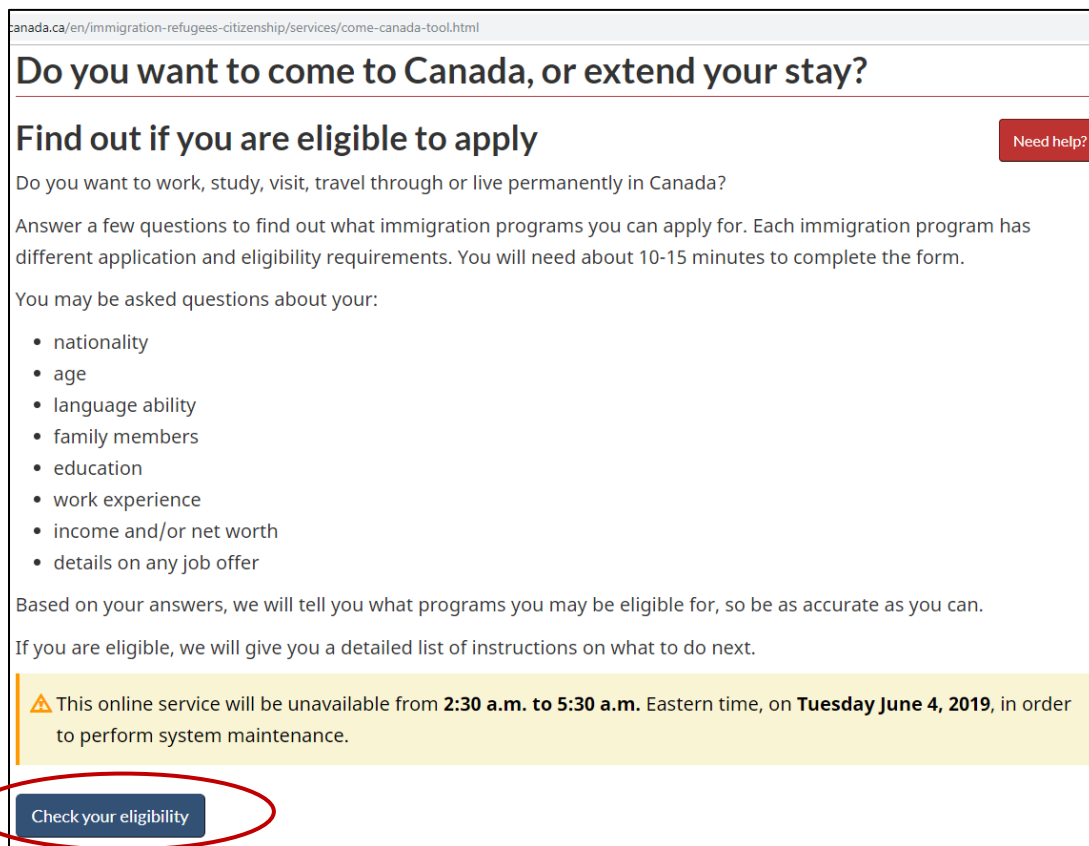 canada.ca/en/immigration-refugees-citizenship/services/come-canada-tool.html
Do you want to come to Canada, or extend your stay?
Find out if you are eligible to apply
Need help?
Do you want to work, study, visit, travel through or live permanently in Canada?
Answer a few questions to find out what immigration programs you can apply for. Each immigration program has
different application and eligibility requirements. You will need about 10-15 minutes to complete the form.
You may be asked questions about your:
• nationality
• age
• language ability
• family members
• education
• work experience
• income and/or net worth
• details on any job offer
Based on your answers, we will tell you what programs you may be eligible for, so be as accurate as you can.
If you are eligible, we will give you a detailed list of instructions on what to do next.
This online service will be unavailable from 2:30 a.m. to 5:30 a.m. Eastern time, on Tuesday June 4, 2019, in order
to perform system maintenance.
Check your eligibility